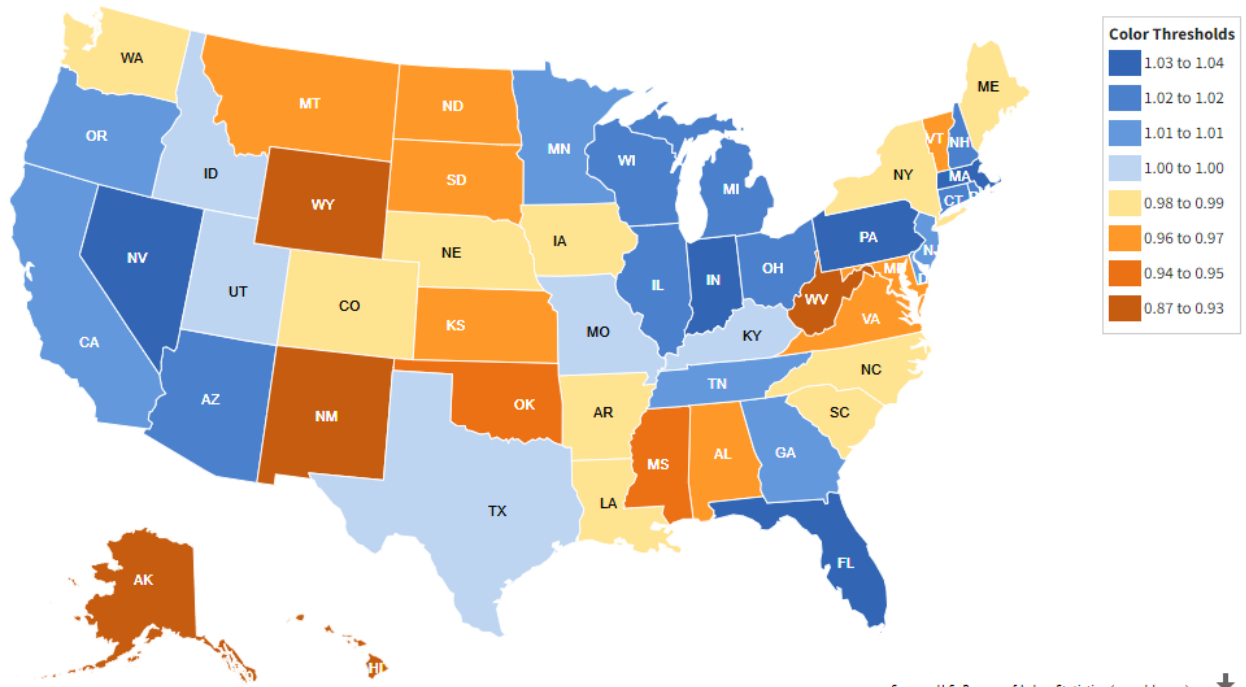 Color Thresholds
1.03 to 1.04
1.02 to 1.02
1.01 to 1.01
1.00 to 1.00
0.98 to 0.99
0.96 to 0.97
0.94 to 0.95
0.87 to 0.93
WA
ME
MT
ND
OR
VT
NH
MN
WI
ID
NY
MA
SD
MI
WY
CT
IA
PA
NE
NV
OH
IL
IN
UT
CO
WV
VA
KS
MO
KY
CA
NC
TN
AZ
OK
NM
AR
SC
MS
AL
GA
LA
TX
FL
AK
HI